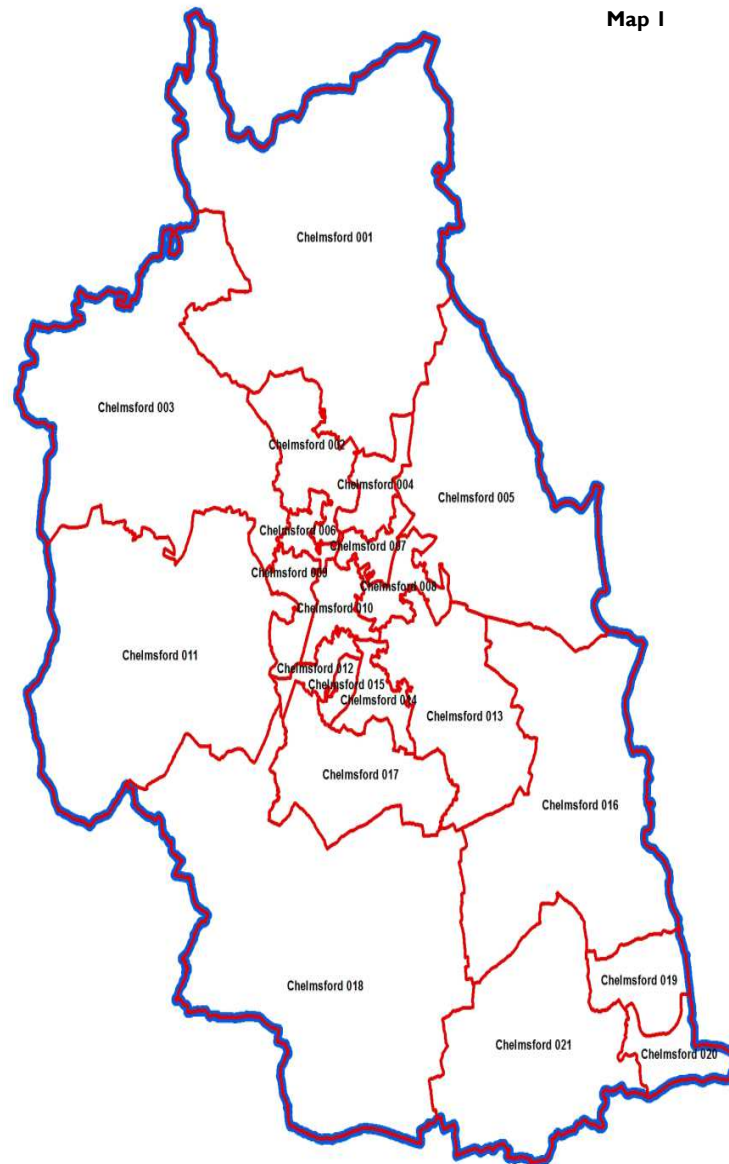 Map 1
Chelmsford 001
Chelmsford 003
Chelmsford 002
Chelmsford 004
Chelmsford 005
Chelmsford 006
Chelmsford 007
Chelmsford 009
Chelmsford 008
Chelmsford 010
Chelmsford 011
Chelmsford 012
Chelmsford 015
Chelmsford 014
Chelmsford 013
Chelmsford 017
Chelmsford 016
Chelmsford 019
Chelmsford 018
Chelmsford 021
Chelmsford 020